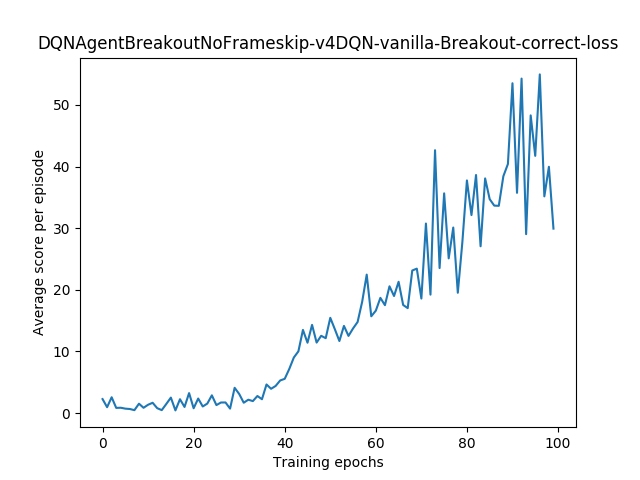 DQNAgentBreakoutNoFrameskip-v4DQN-vanilla-Breakout-correct-loss
50
40
30
20
10
0
Average score per episode
0 20 40 60 80 100
Training epochs